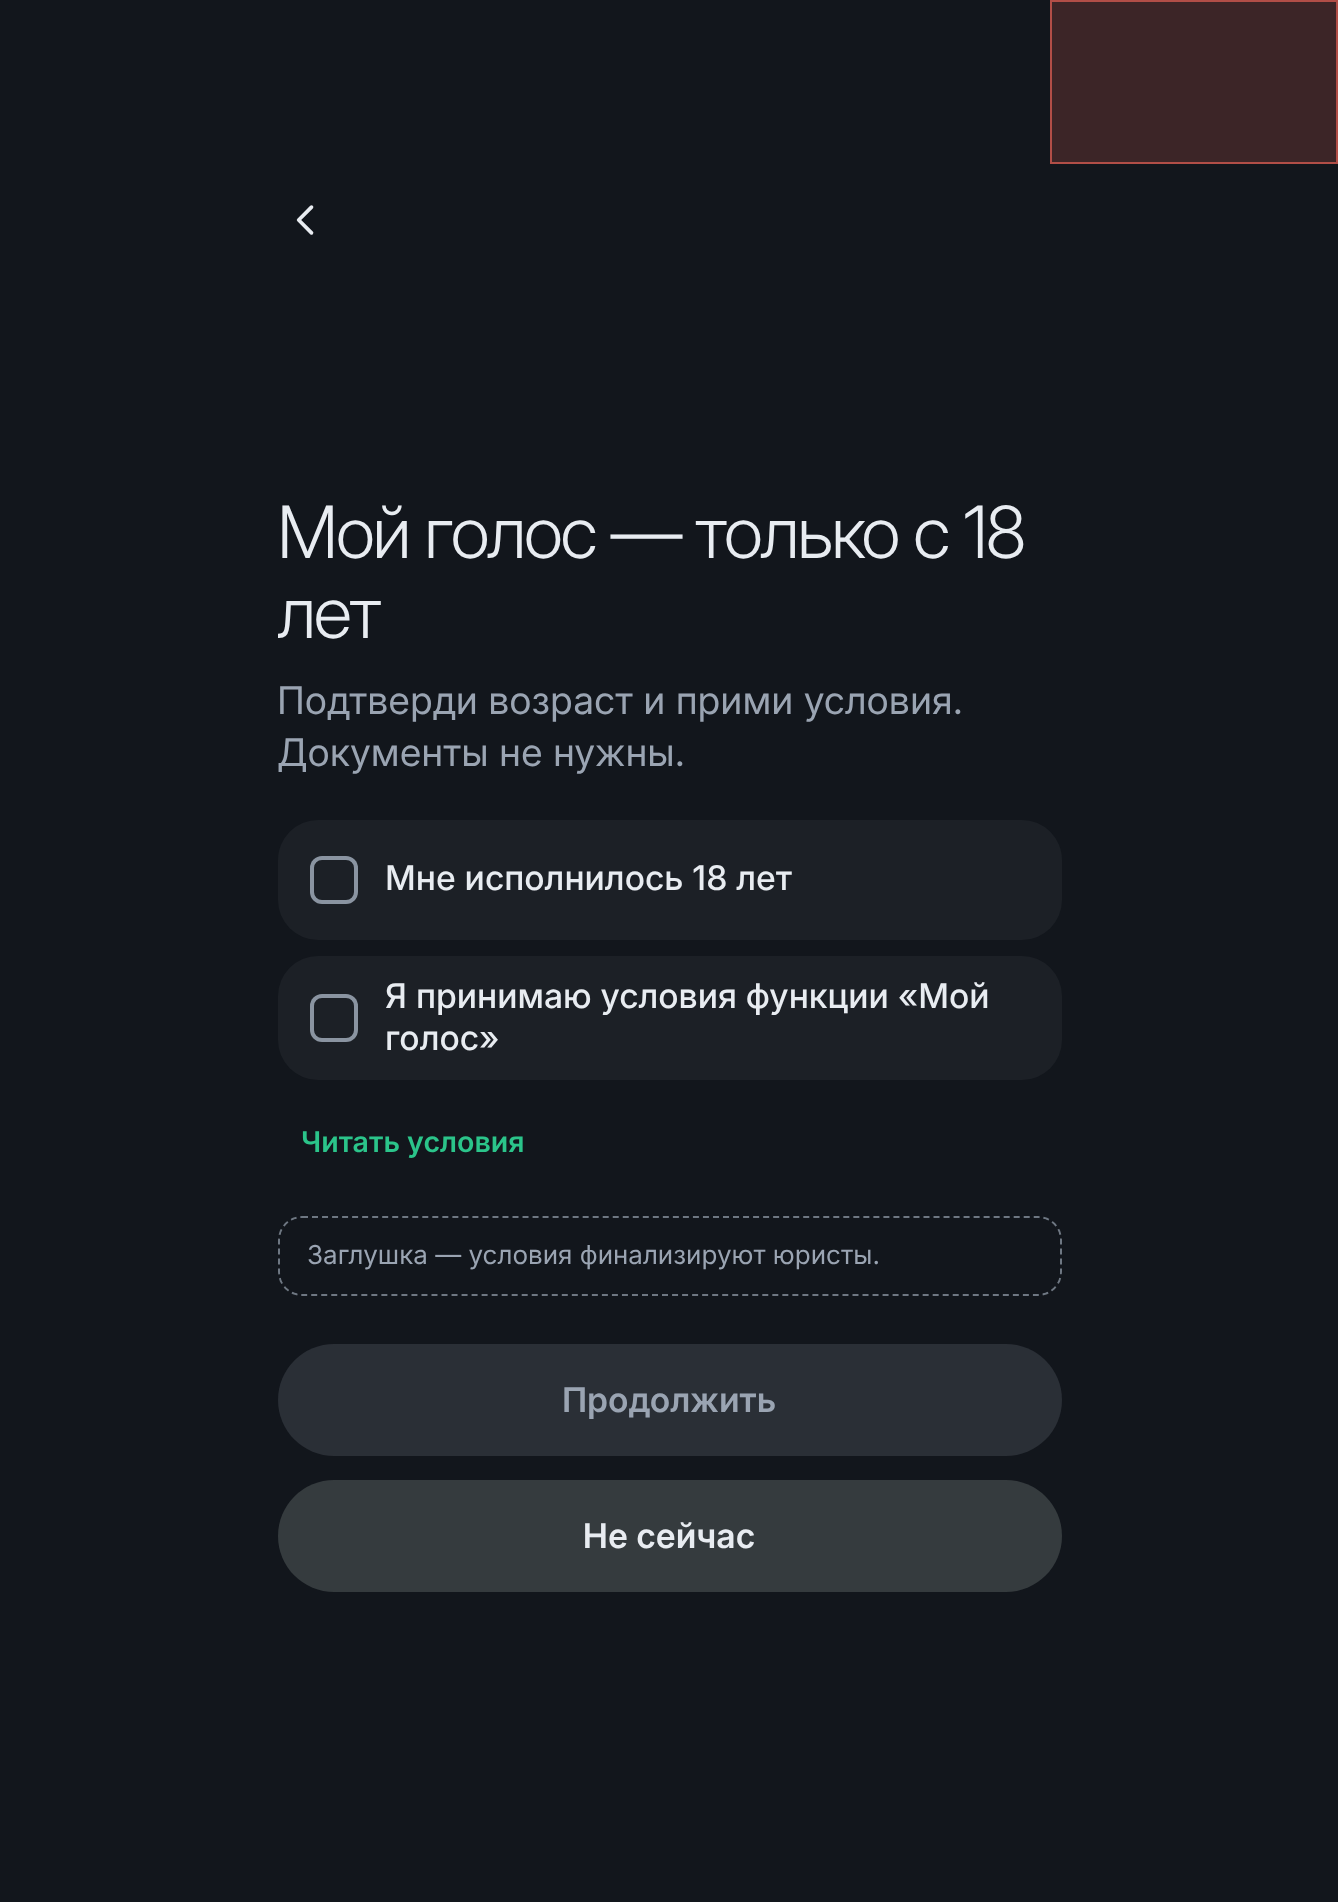 Мой голос — только с 18
лет
Подтверди возраст и прими условия.
Документы не нужны.
Мне исполнилось 18 лет
Я принимаю условия функции «Мой
голос»
Читать условия
Заглушка — условия финализируют юристы.
Продолжить
Не сейчас